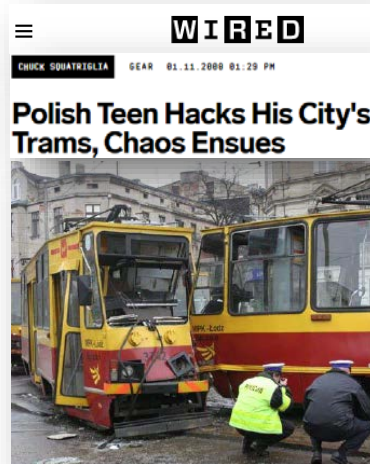 WIRED
CHUCK SQUATRIGLIA GEAR 01.11.2008 01:29 PM
Polish Teen Hacks His City's
Trams, Chaos Ensues
MPK-Łódź